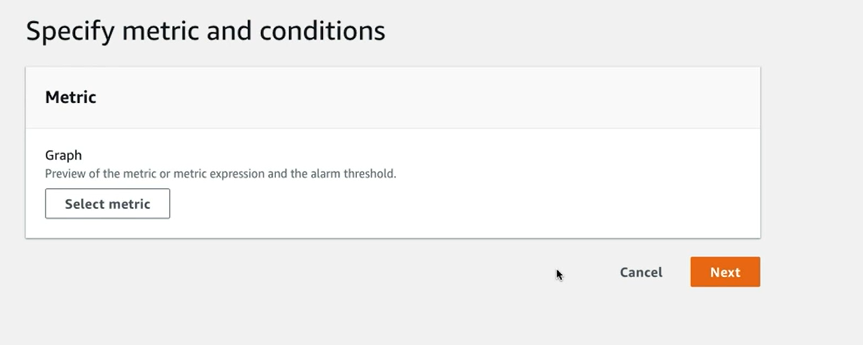 Specify metric and conditions
Metric
Graph
Preview of the metric or metric expression and the alarm threshold.
Select metric
Cancel
Next